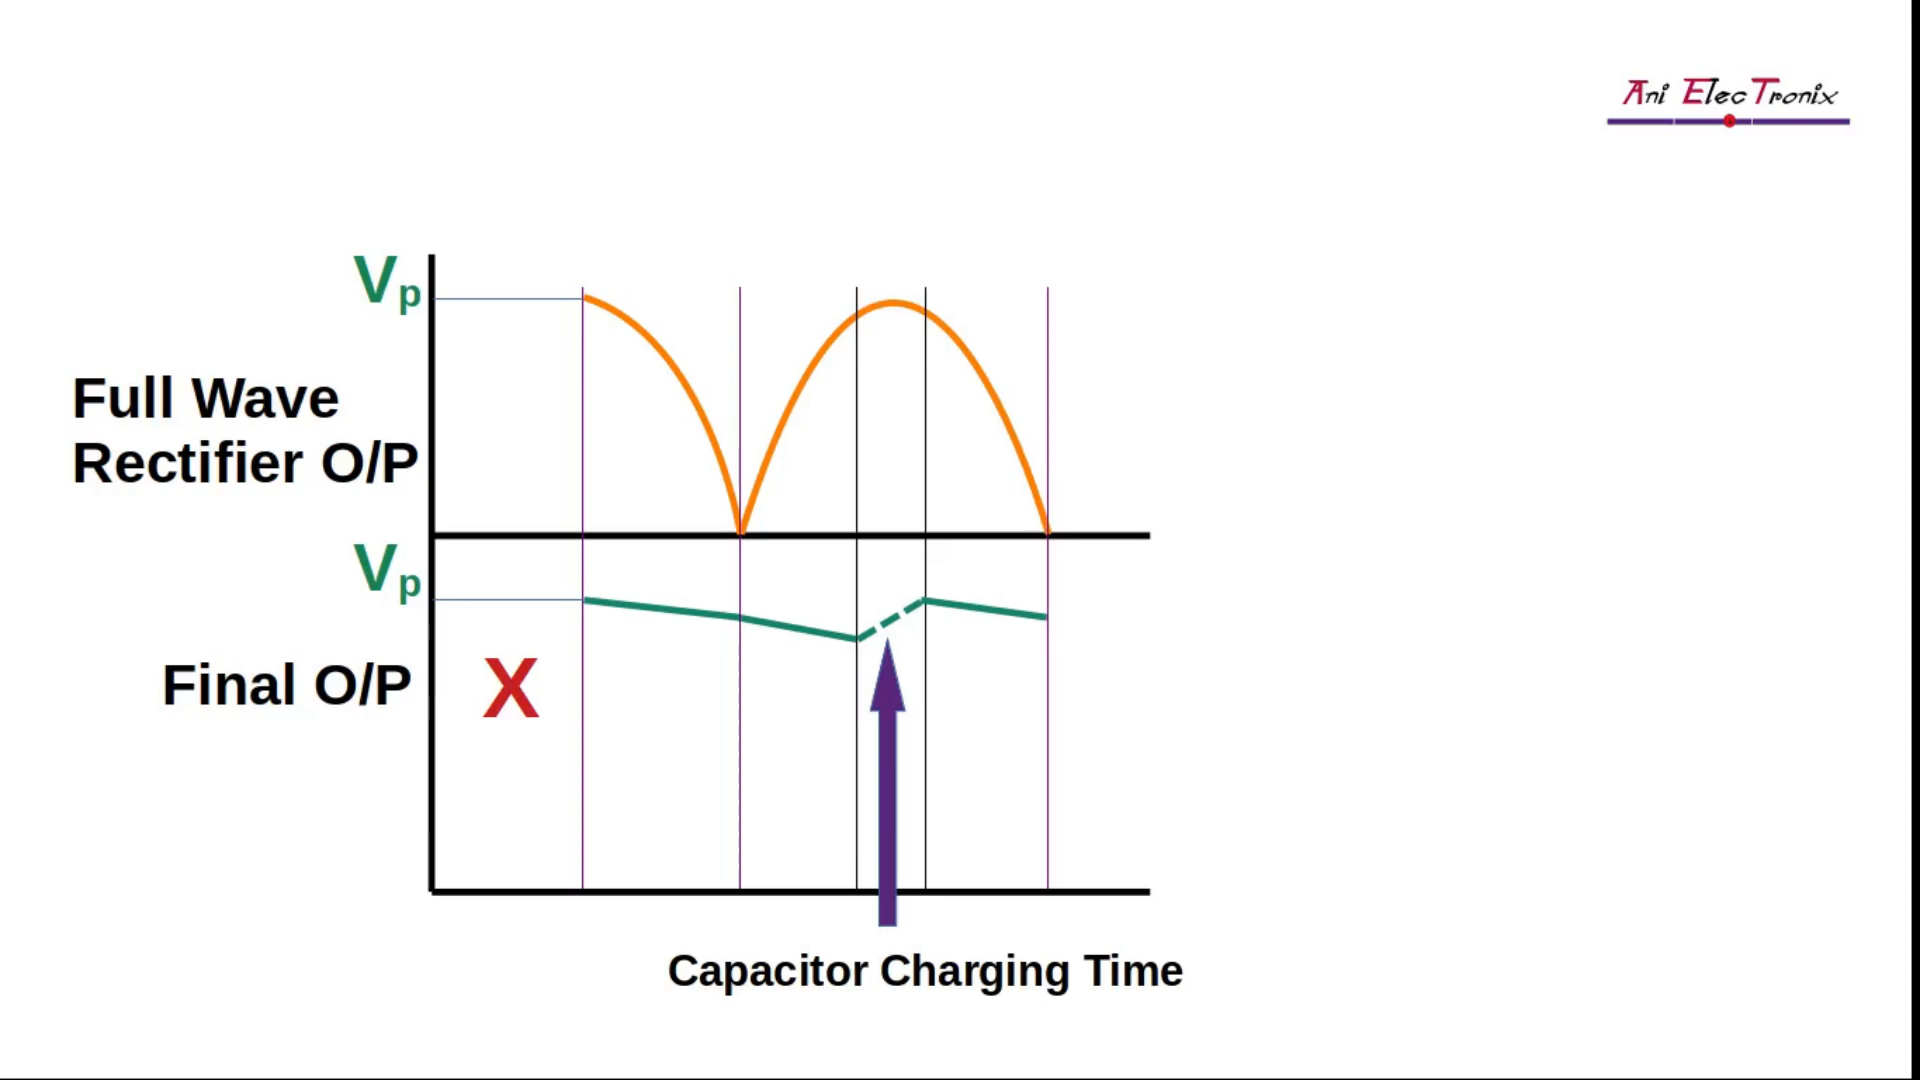 Ani ElecTronix
Vp
Full Wave
Rectifier O/P
Vp
Final O/P
X
Capacitor Charging Time